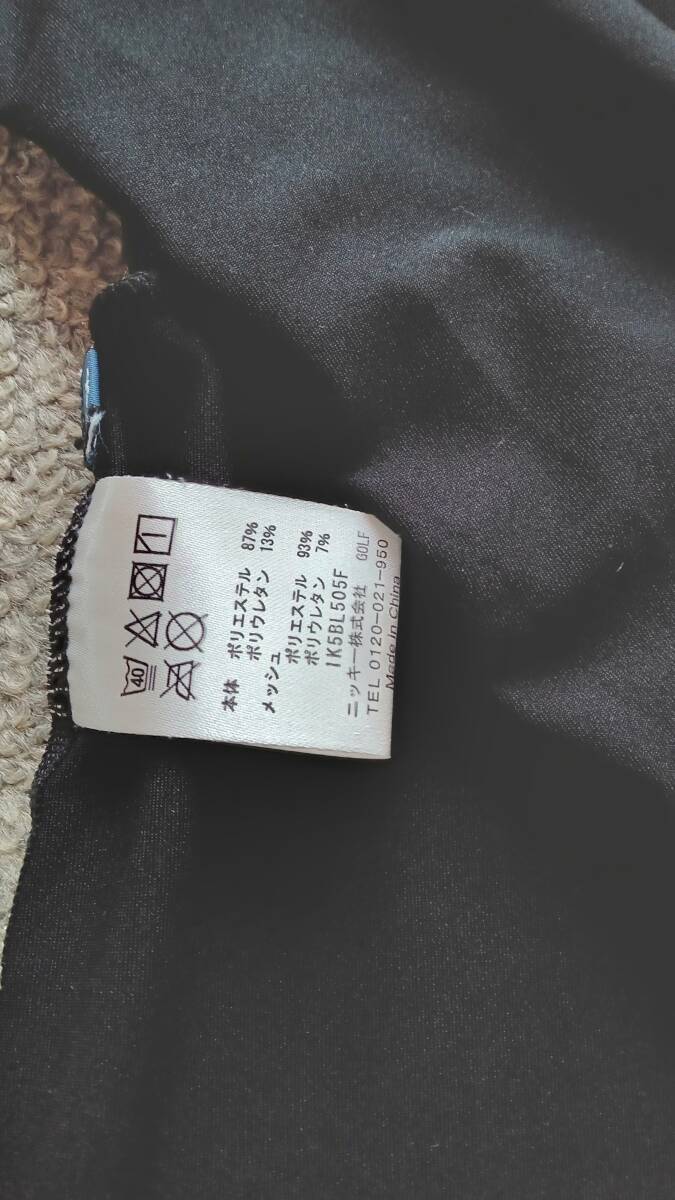 40
本体 ポリエステル 87%
ポリウレタン 13%
メッシュ
ポリエステル 93%
ポリウレタン 7%
1K5BL505F GOLF
ニッキー株式会社
TEL 0120-021-950
Made in China